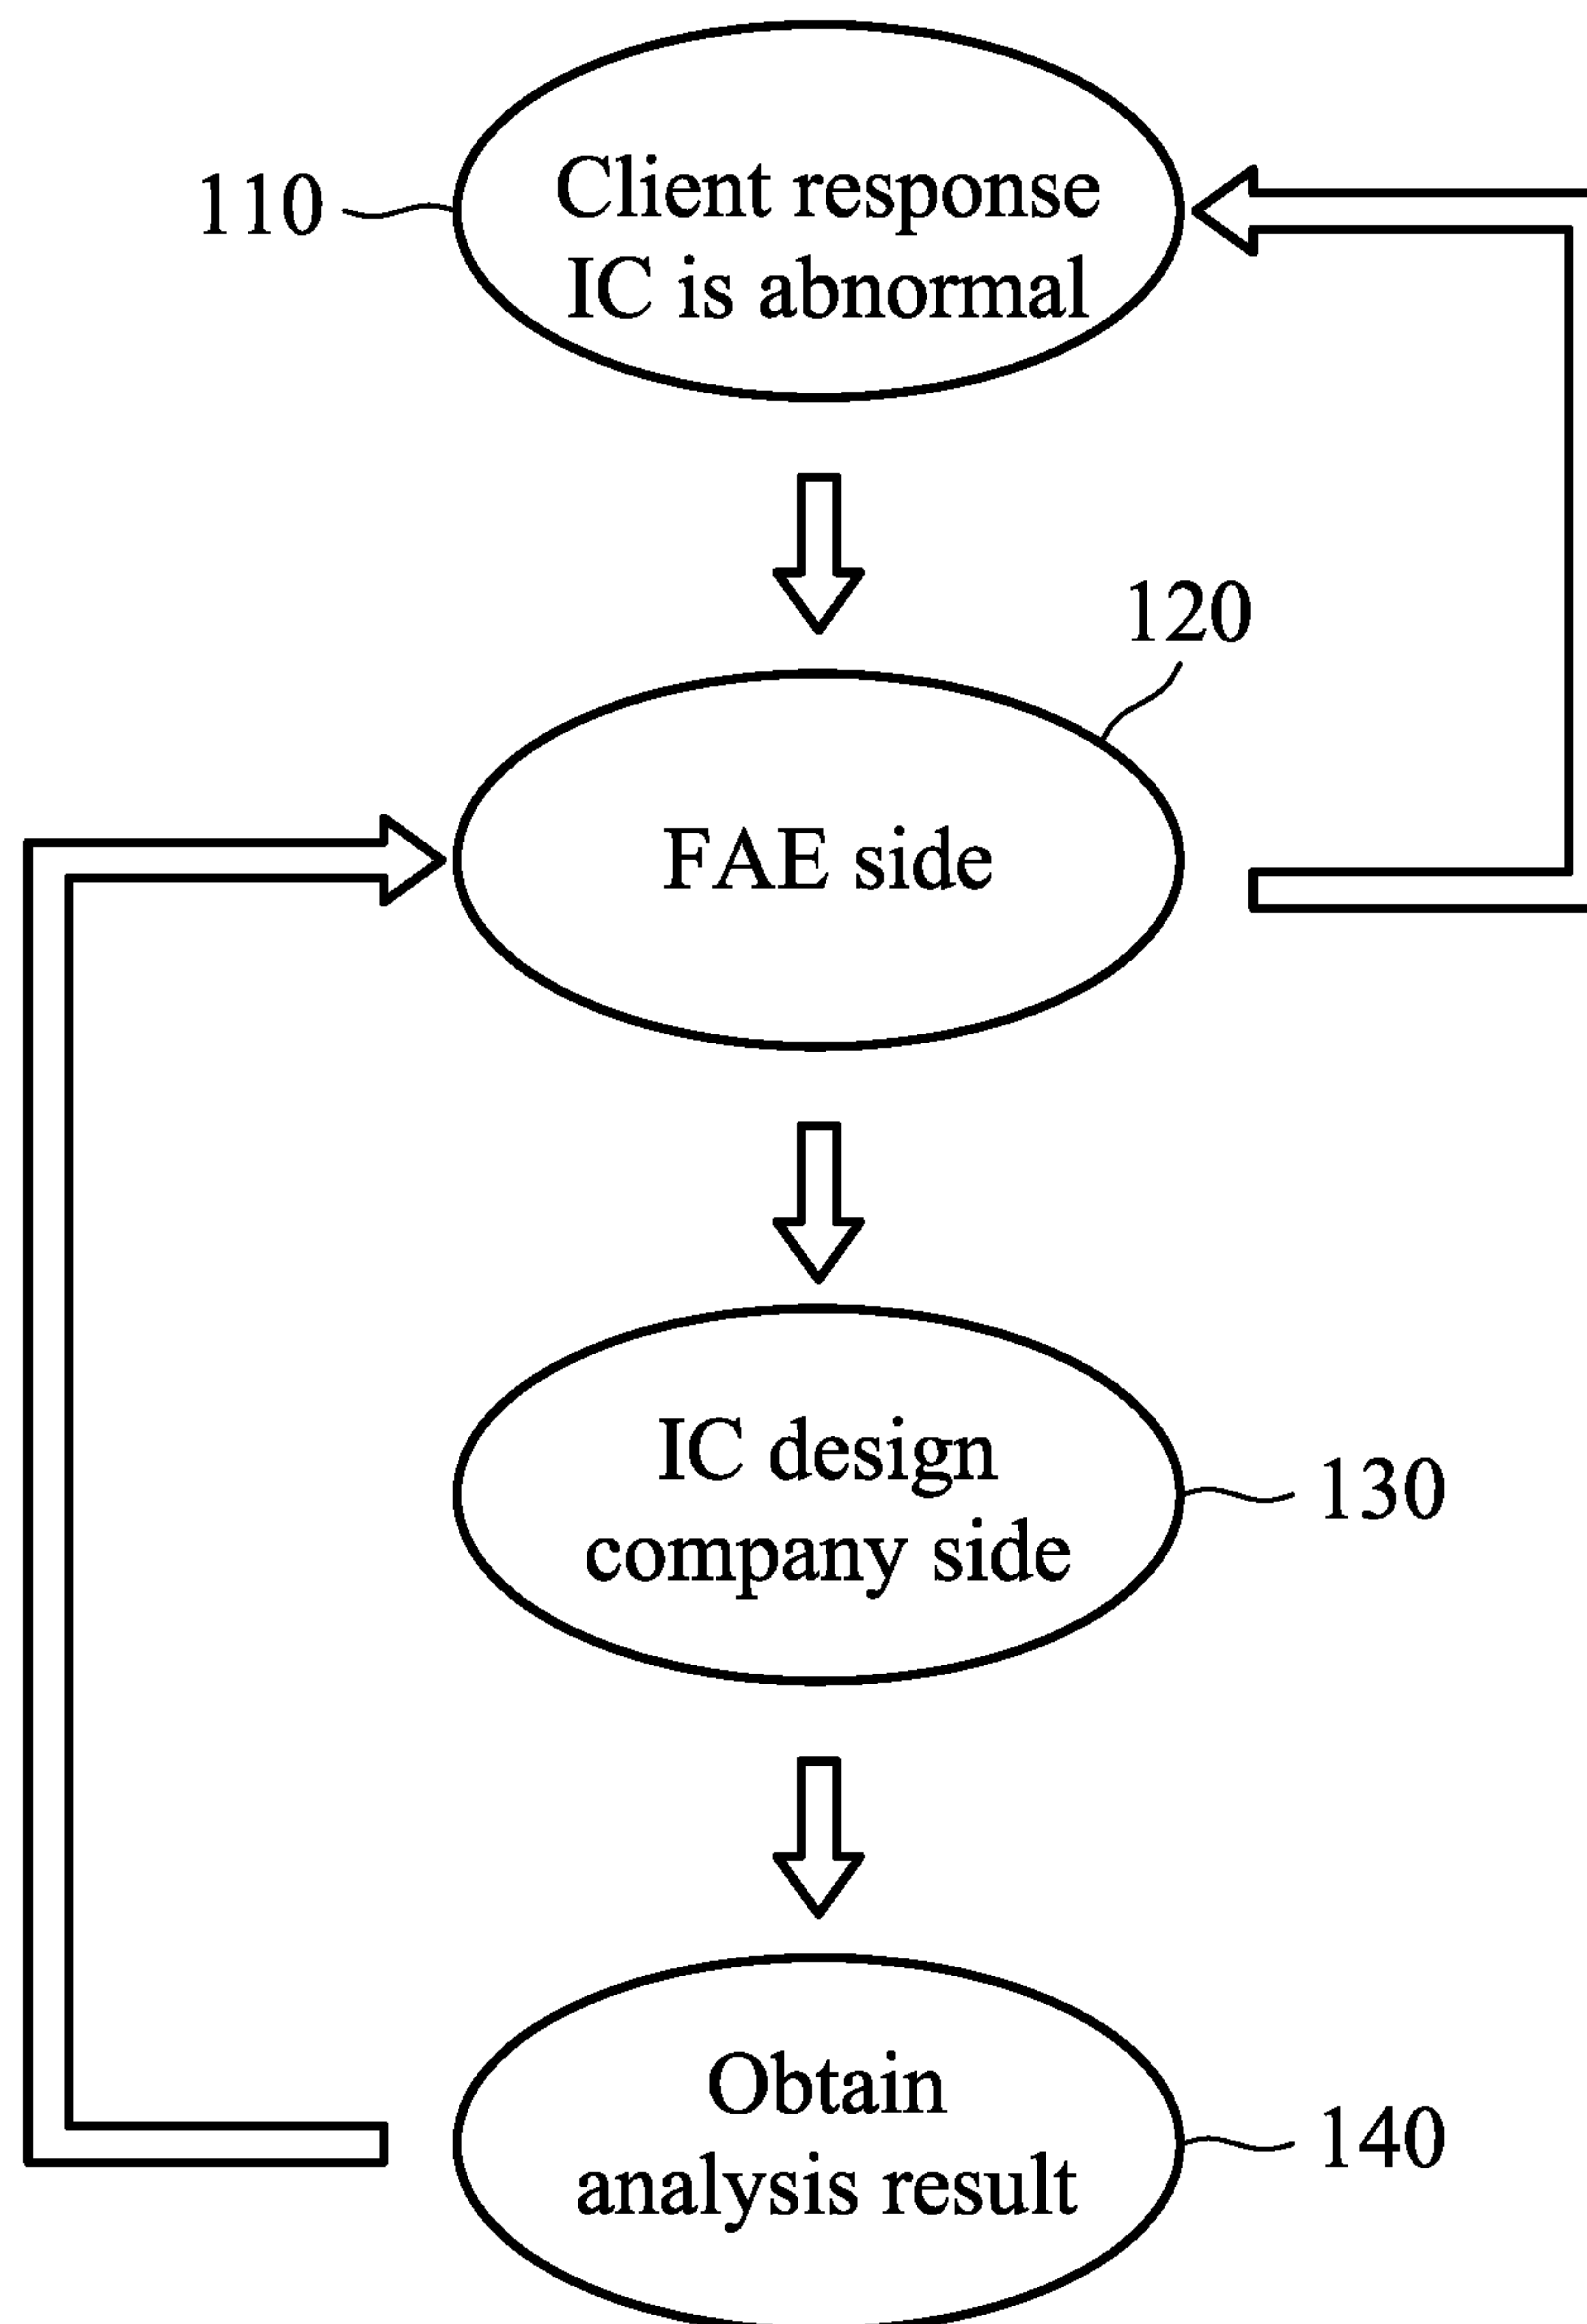 110
Client response
IC is abnormal
120
FAE side
IC design
company side
130
Obtain
analysis result
140